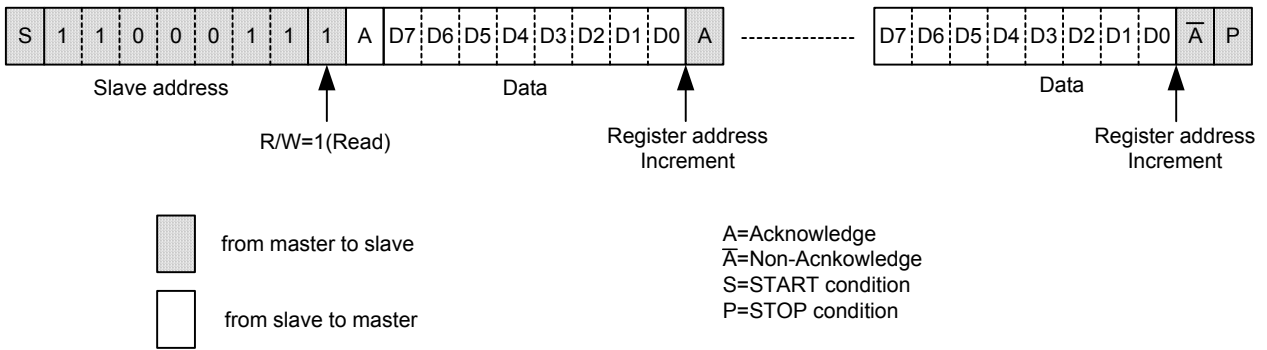 S 1 1 0 0 0 1 1 1 A D7 D6 D5 D4 D3 D2 D1 D0 A D7 D6 D5 D4 D3 D2 D1 D0 A̅ P
Slave address Data Data
R/W=1(Read)
Register address
Increment
Register address
Increment
from master to slave
from slave to master
A=Acknowledge
A̅=Non-Acnkowledge
S=START condition
P=STOP condition